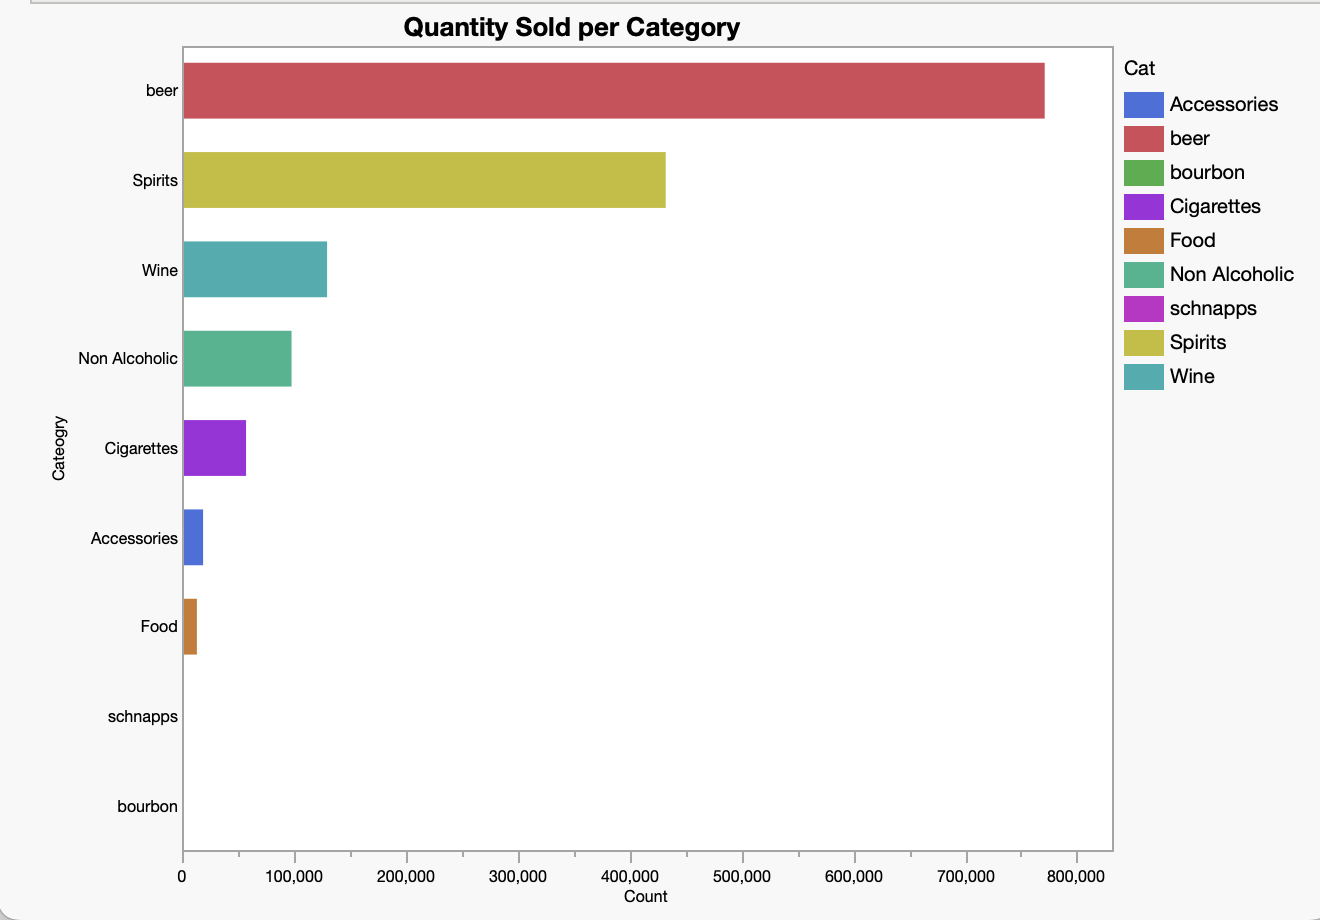 Quantity Sold per Category
beer
Spirits
Wine
Non Alcoholic
Cigarettes
Accessories
Food
schnapps
bourbon
Cateogry
0 100,000 200,000 300,000 400,000 500,000 600,000 700,000 800,000
Count
Cat
Accessories
beer
bourbon
Cigarettes
Food
Non Alcoholic
schnapps
Spirits
Wine